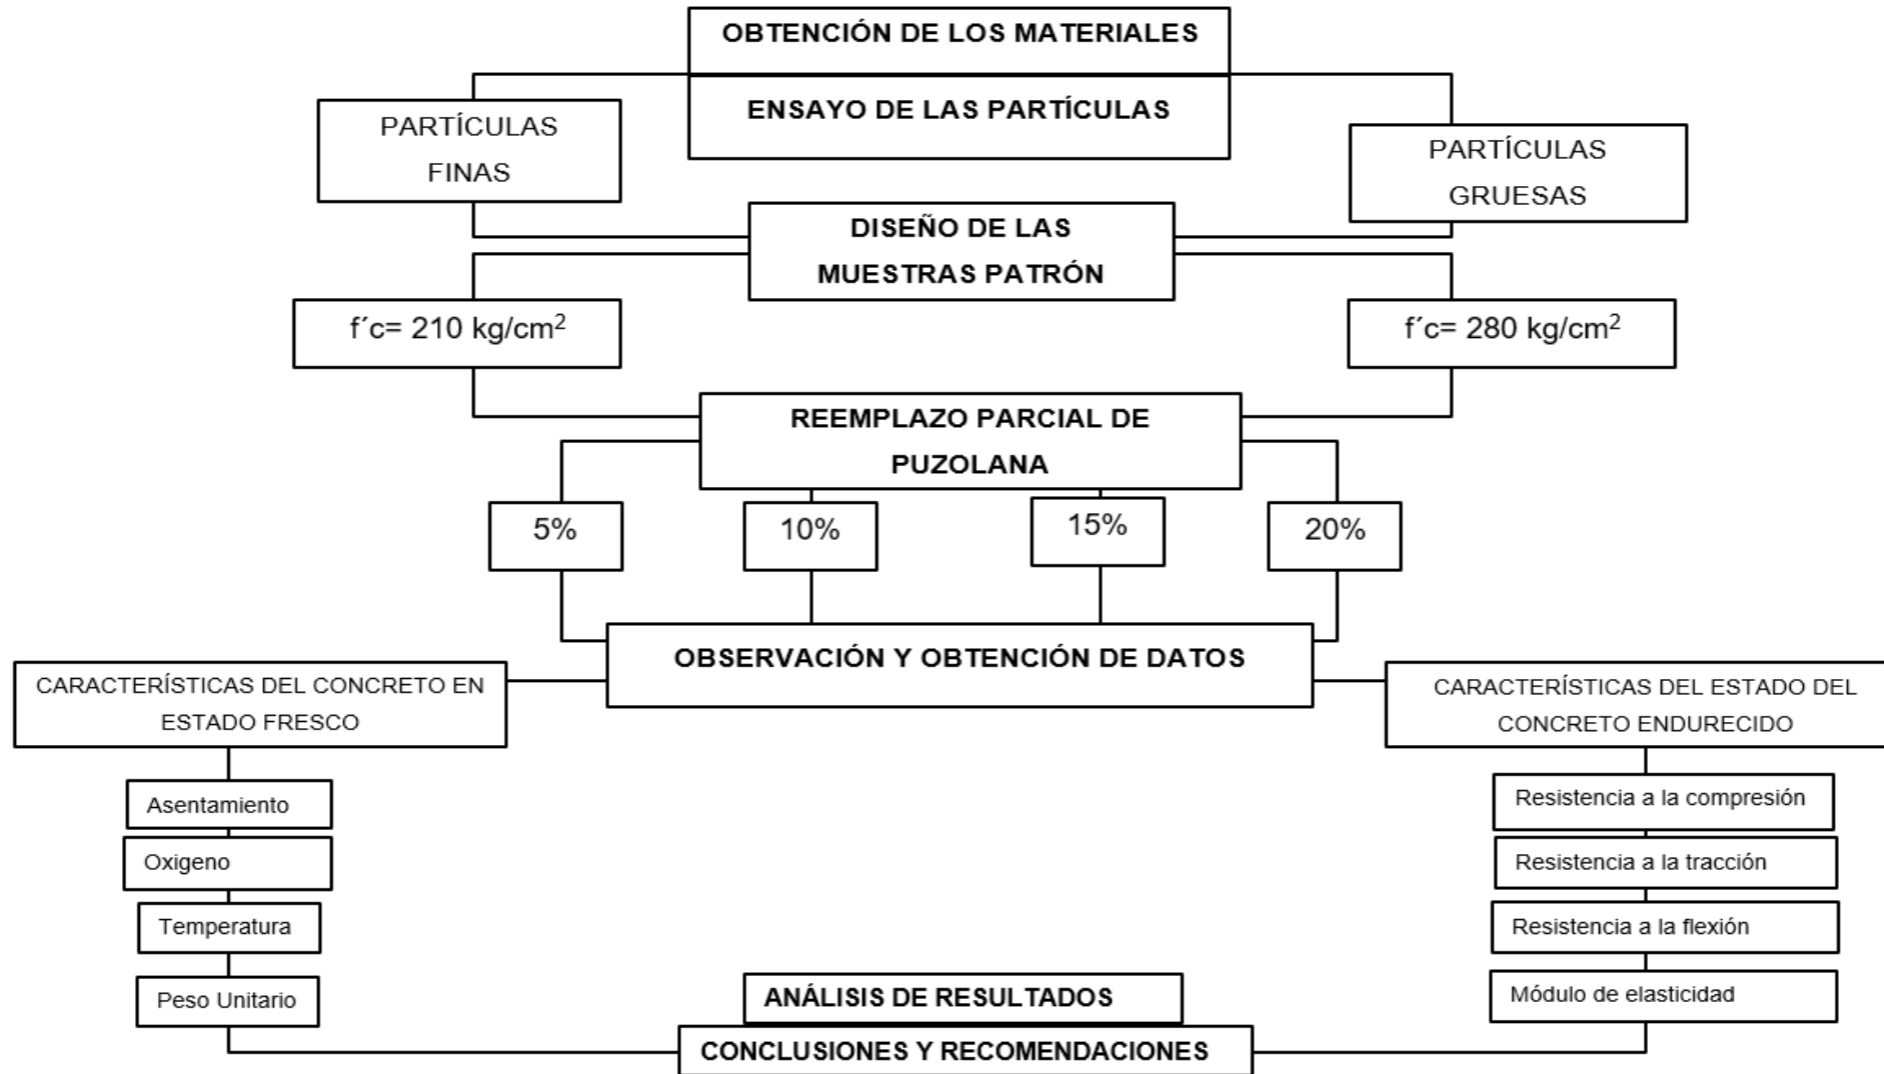 OBTENCIÓN DE LOS MATERIALES
ENSAYO DE LAS PARTÍCULAS
PARTÍCULAS
FINAS
PARTÍCULAS
GRUESAS
DISEÑO DE LAS
MUESTRAS PATRÓN
f´c= 210 kg/cm²
f´c= 280 kg/cm²
REEMPLAZO PARCIAL DE
PUZOLANA
5%
10%
15%
20%
OBSERVACIÓN Y OBTENCIÓN DE DATOS
CARACTERÍSTICAS DEL CONCRETO EN
ESTADO FRESCO
CARACTERÍSTICAS DEL ESTADO DEL
CONCRETO ENDURECIDO
Asentamiento
Oxigeno
Temperatura
Peso Unitario
Resistencia a la compresión
Resistencia a la tracción
Resistencia a la flexión
Módulo de elasticidad
ANÁLISIS DE RESULTADOS
CONCLUSIONES Y RECOMENDACIONES